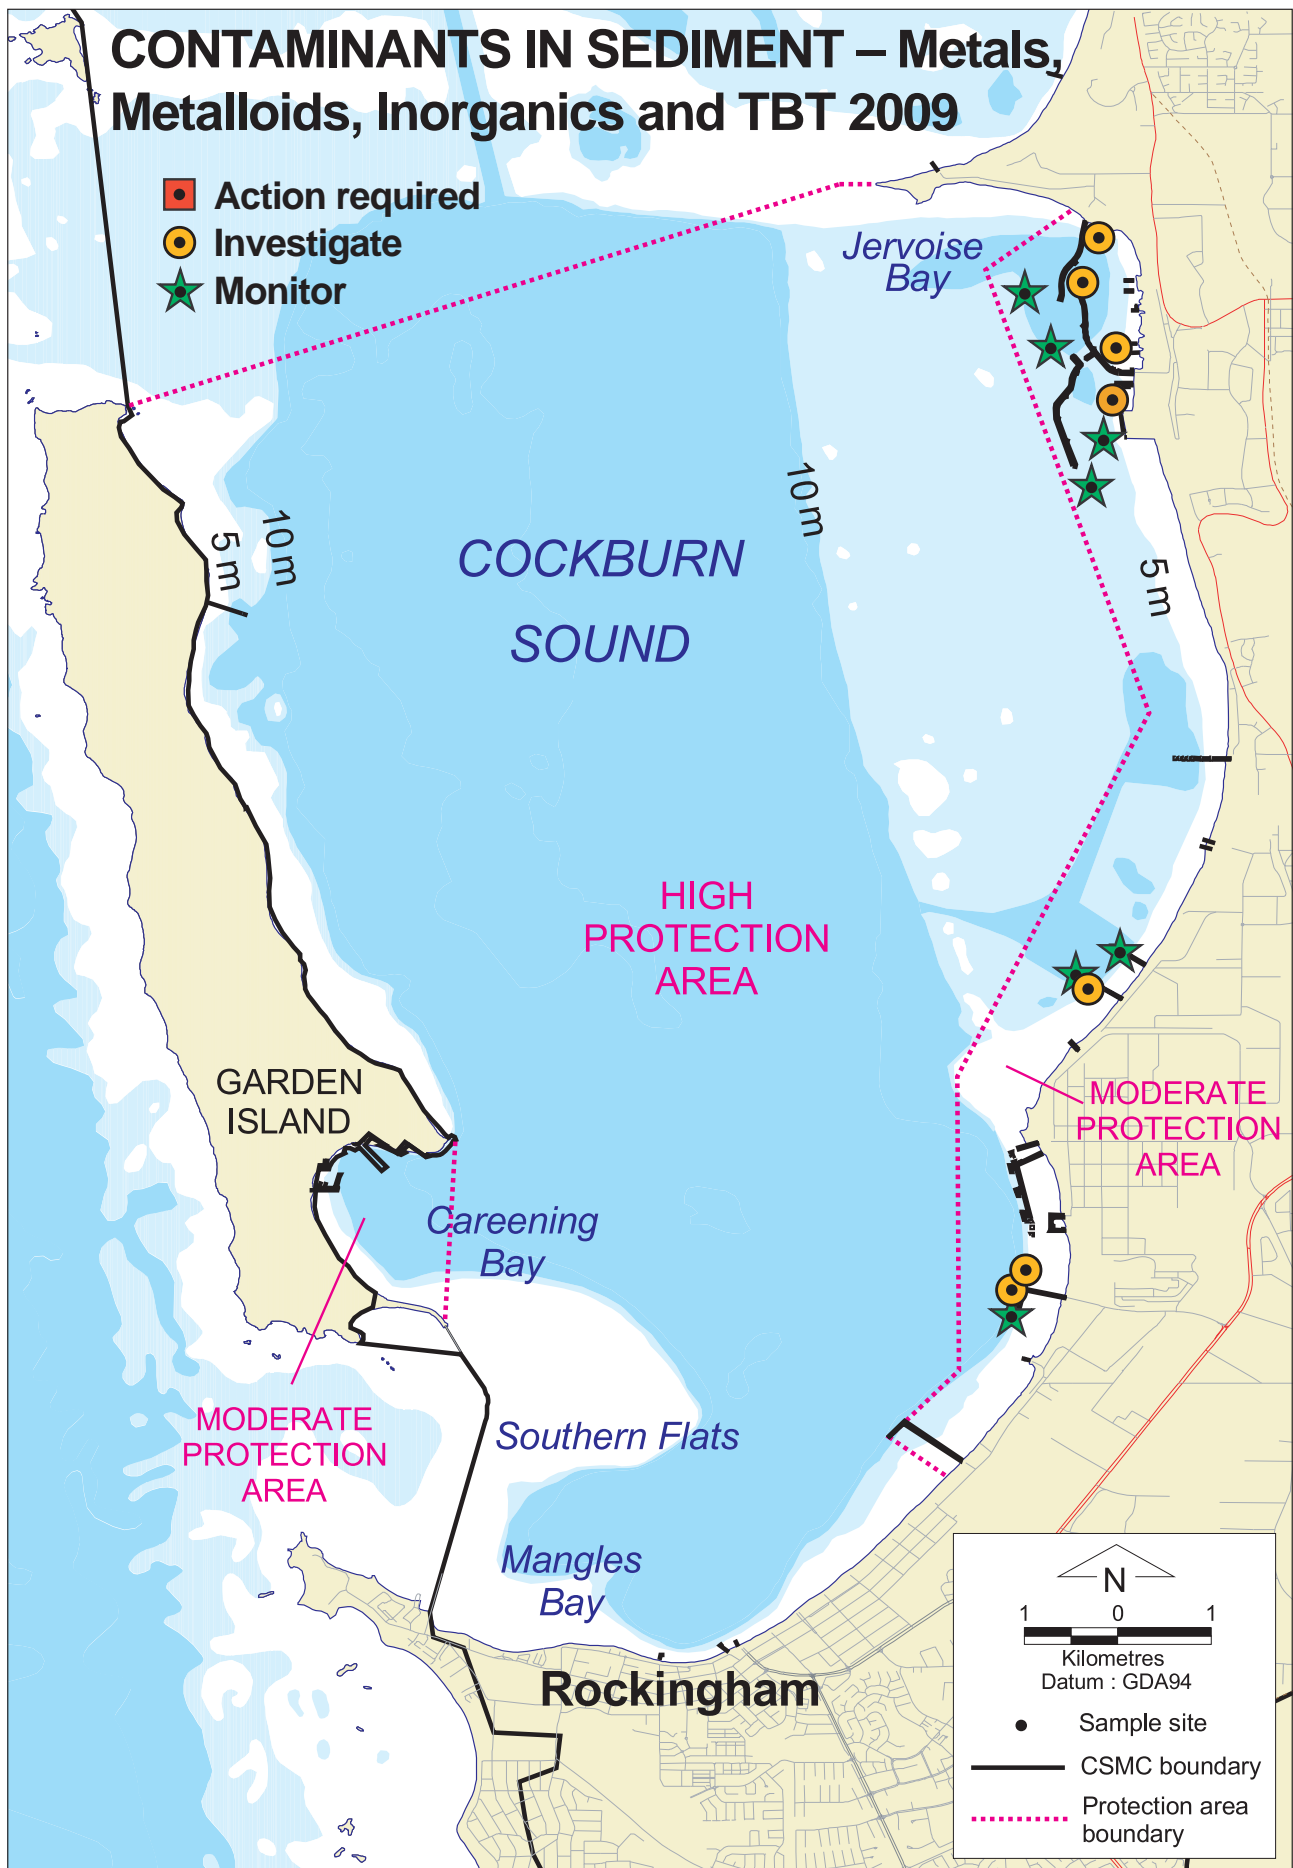 CONTAMINANTS IN SEDIMENT – Metals,
Metalloids, Inorganics and TBT 2009
Action required
Investigate
Monitor
Jervoise
Bay
10 m
5 m
10 m
5 m
COCKBURN
SOUND
HIGH
PROTECTION
AREA
GARDEN
ISLAND
MODERATE
PROTECTION
AREA
Careening
Bay
MODERATE
PROTECTION
AREA
Southern Flats
Mangles
Bay
Rockingham
N
1 0 1
Kilometres
Datum : GDA94
Sample site
CSMC boundary
Protection area
boundary